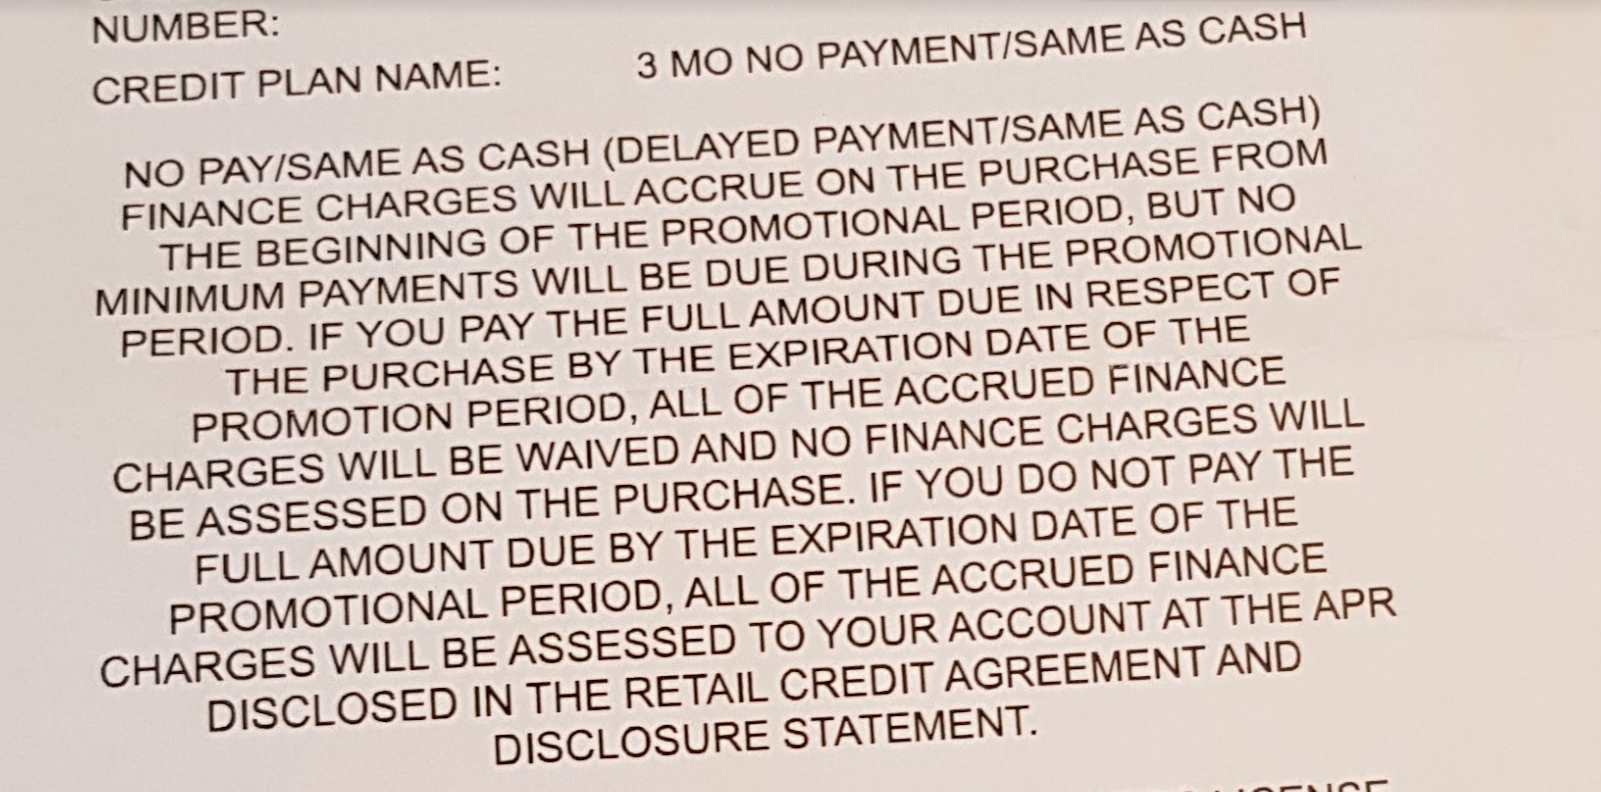 NUMBER:
CREDIT PLAN NAME: 3 MO NO PAYMENT/SAME AS CASH
NO PAY/SAME AS CASH (DELAYED PAYMENT/SAME AS CASH)
FINANCE CHARGES WILL ACCRUE ON THE PURCHASE FROM
THE BEGINNING OF THE PROMOTIONAL PERIOD, BUT NO
MINIMUM PAYMENTS WILL BE DUE DURING THE PROMOTIONAL
PERIOD. IF YOU PAY THE FULL AMOUNT DUE IN RESPECT OF
THE PURCHASE BY THE EXPIRATION DATE OF THE
PROMOTION PERIOD, ALL OF THE ACCRUED FINANCE
CHARGES WILL BE WAIVED AND NO FINANCE CHARGES WILL
BE ASSESSED ON THE PURCHASE. IF YOU DO NOT PAY THE
FULL AMOUNT DUE BY THE EXPIRATION DATE OF THE
PROMOTIONAL PERIOD, ALL OF THE ACCRUED FINANCE
CHARGES WILL BE ASSESSED TO YOUR ACCOUNT AT THE APR
DISCLOSED IN THE RETAIL CREDIT AGREEMENT AND
DISCLOSURE STATEMENT.